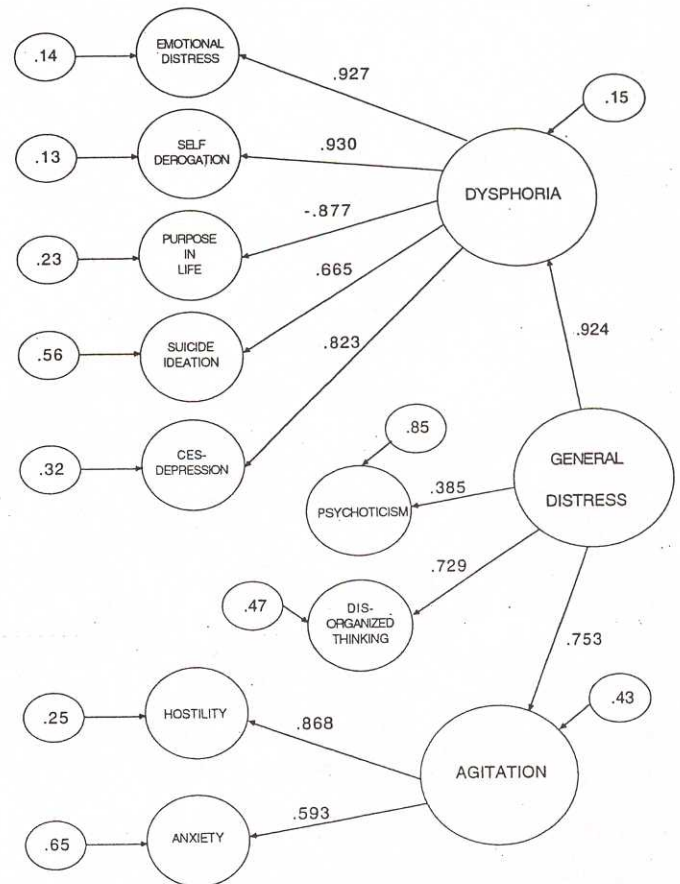 .14
EMOTIONAL
DISTRESS
.927
.15
.13
SELF
DEROGATION
.930
DYSPHORIA
-.877
.23
PURPOSE
IN
LIFE
.665
.56
SUICIDE
IDEATION
.823
.924
.32
CES-
DEPRESSION
.85
GENERAL
DISTRESS
PSYCHOTICISM
.385
.729
.47
DIS-
ORGANIZED
THINKING
.753
.25
HOSTILITY
.868
.43
AGITATION
.593
.65
ANXIETY